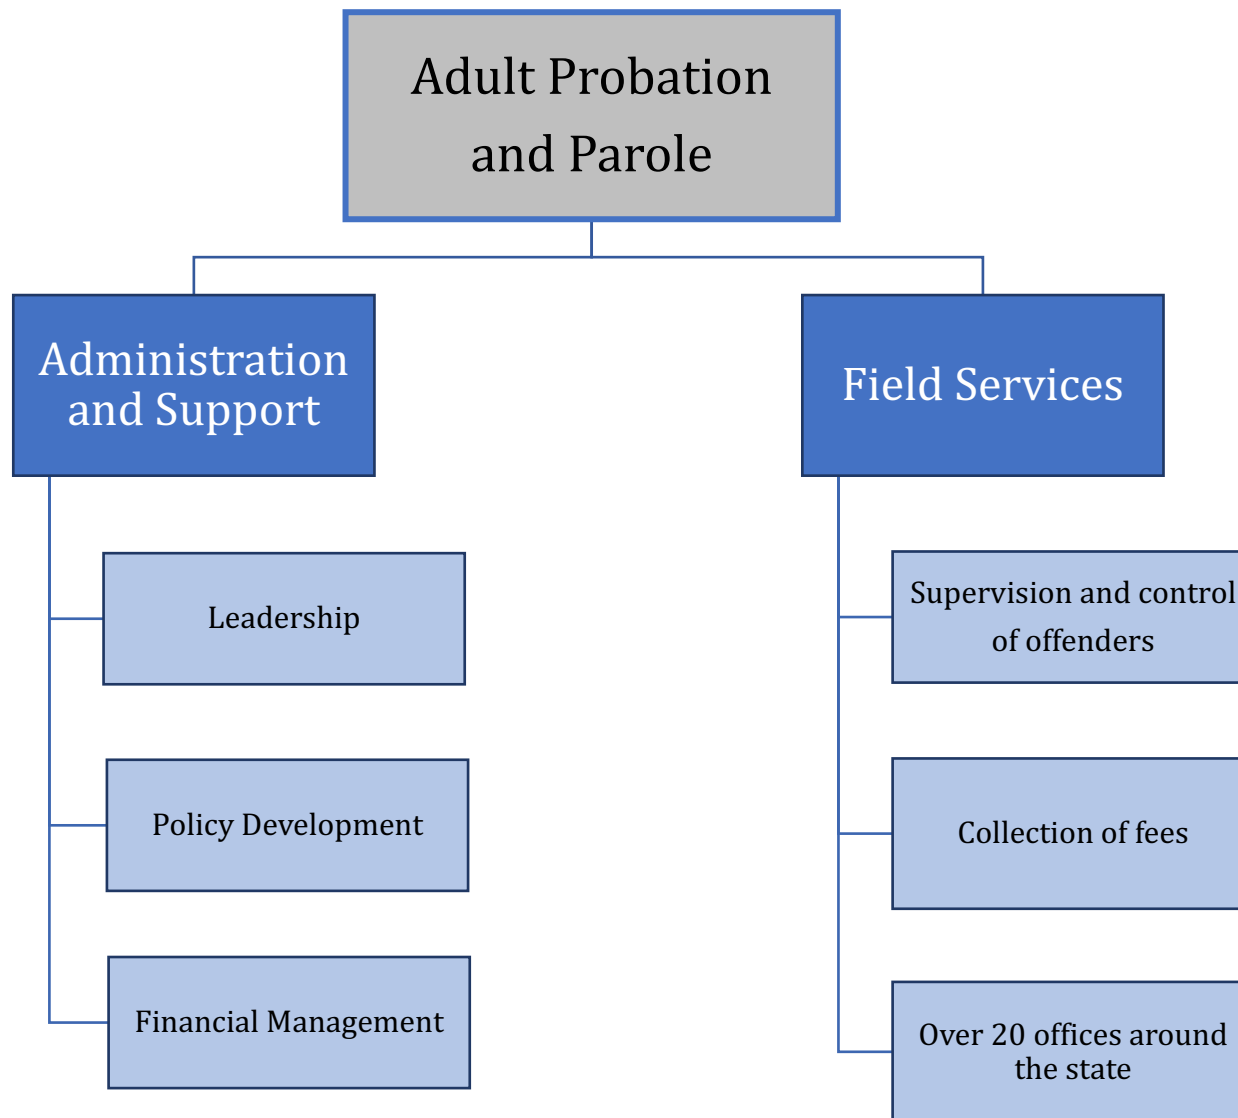 Adult Probation
and Parole
Administration
and Support
Field Services
Leadership
Supervision and control
of offenders
Policy Development
Collection of fees
Financial Management
Over 20 offices around
the state